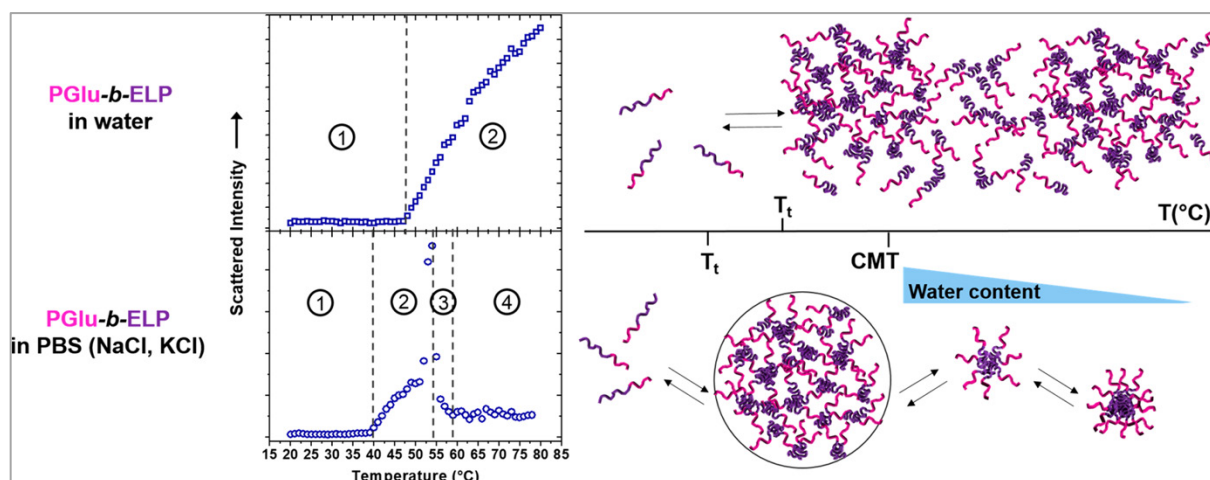 PGlu-b-ELP
in water
PGlu-b-ELP
in PBS (NaCl, KCl)
Scattered Intensity
1
2
1
2
3
4
15 20 25 30 35 40 45 50 55 60 65 70 75 80 85
Temperature (°C)
Tt
T(°C)
Tt
CMT
Water content